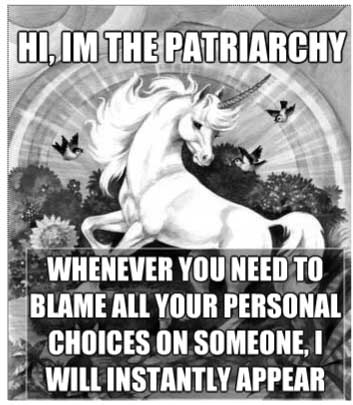 HI, IM THE PATRIARCHY
WHENEVER YOU NEED TO
BLAME ALL YOUR PERSONAL
CHOICES ON SOMEONE, I
WILL INSTANTLY APPEAR